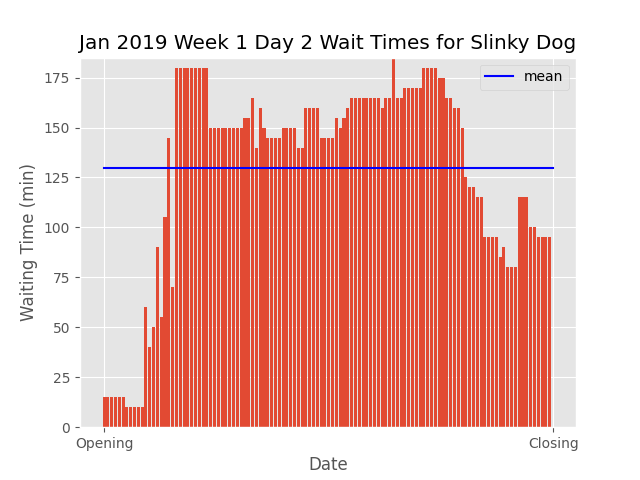 Jan 2019 Week 1 Day 2 Wait Times for Slinky Dog
mean
175
150
125
100
75
50
25
0
Waiting Time (min)
Opening
Closing
Date